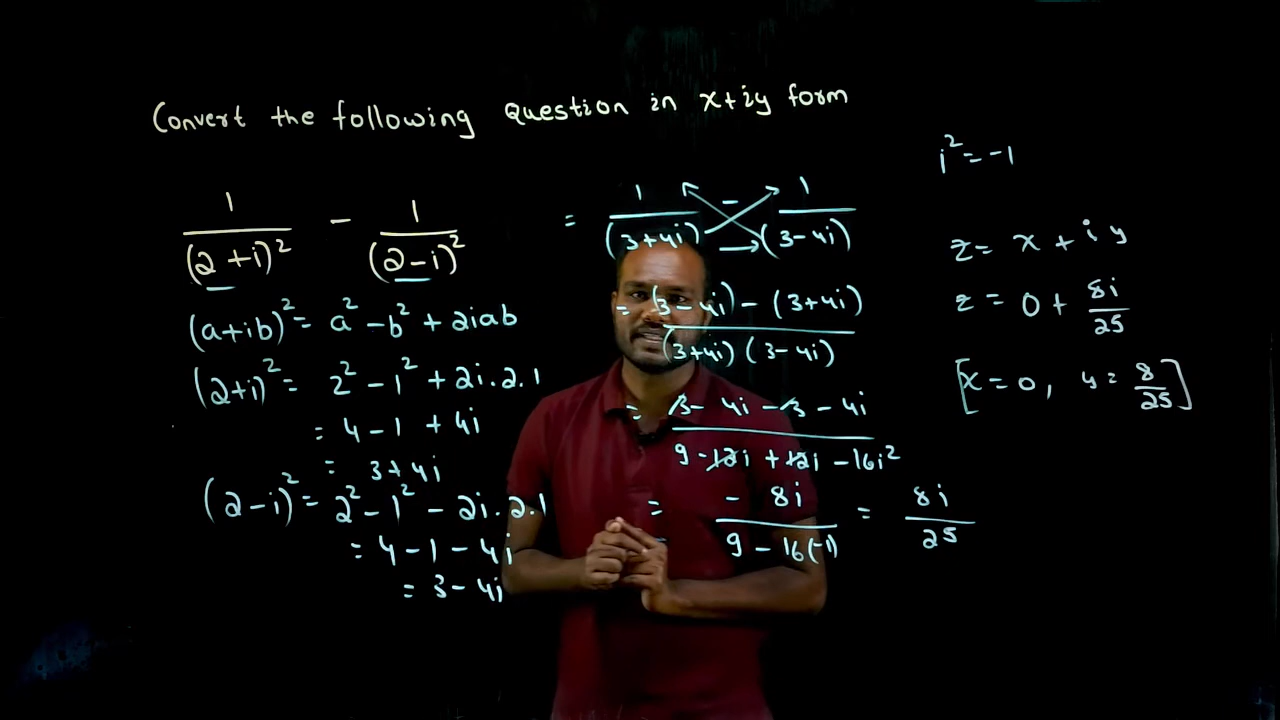 Convert the following Question in x+iy form
1/(2+i)² - 1/(2-i)²
(a+ib)² = a² - b² + 2iab
(2+i)² = 2² - 1² + 2i.2.1
= 4 - 1 + 4i
= 3+4i
(2-i)² = 2² - 1² - 2i.2.1
= 4 - 1 - 4i
= 3 - 4i
= 1/(3+4i) - 1/(3-4i)
= (3-4i) - (3+4i)/(3+4i)(3-4i)
= 3 - 4i - 3 - 4i/9 - 12i + 12i - 16i²
= - 8i/9 - 16(-1) = 8i/25
i² = -1
z = x + iy
z = 0 + 8i/25
[x = 0, y = 8/25]